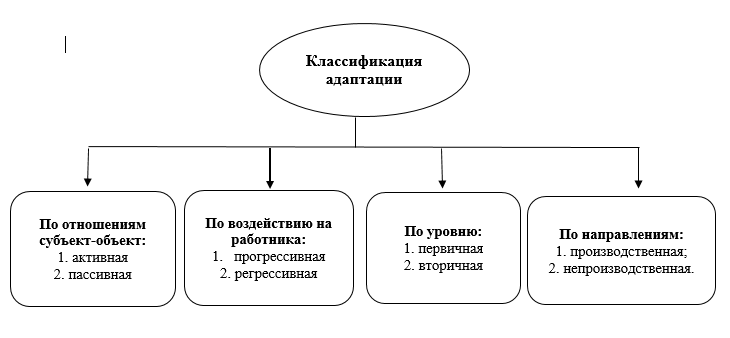 Классификация
адаптации
По отношениям
субъект-объект:
1. активная
2. пассивная
По воздействию на
работника:
1. прогрессивная
2. регрессивная
По уровню:
1. первичная
2. вторичная
По направлениям:
1. производственная;
2. непроизводственная.